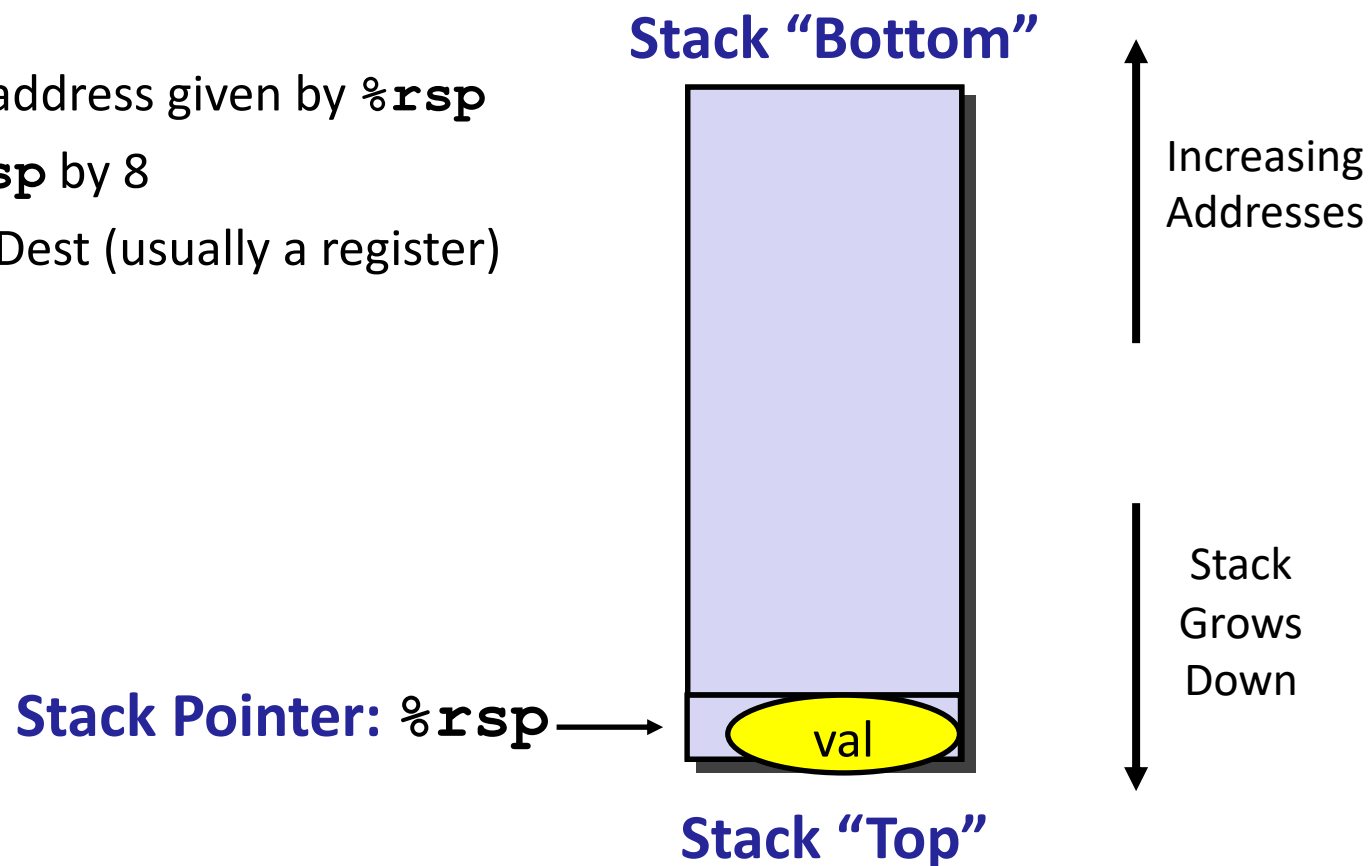 Stack “Bottom”
address given by %rsp
sp by 8
Dest (usually a register)
Increasing
Addresses
Stack
Grows
Down
Stack Pointer: %rsp
val
Stack “Top”